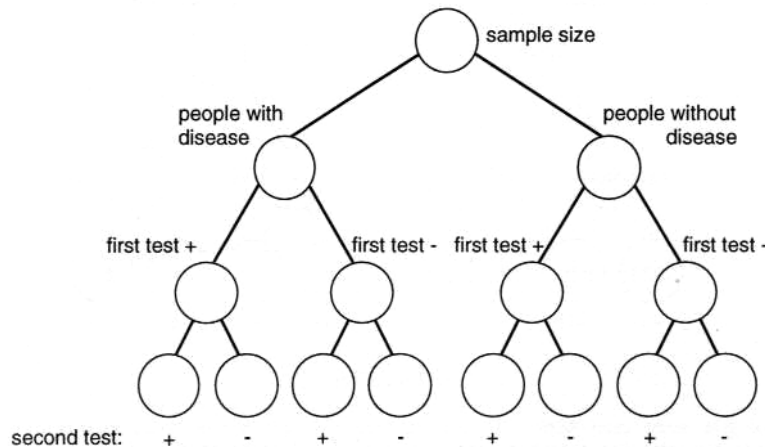 sample size
people with
disease
people without
disease
first test +
first test -
first test +
first test -
second test: + - + - + - + -